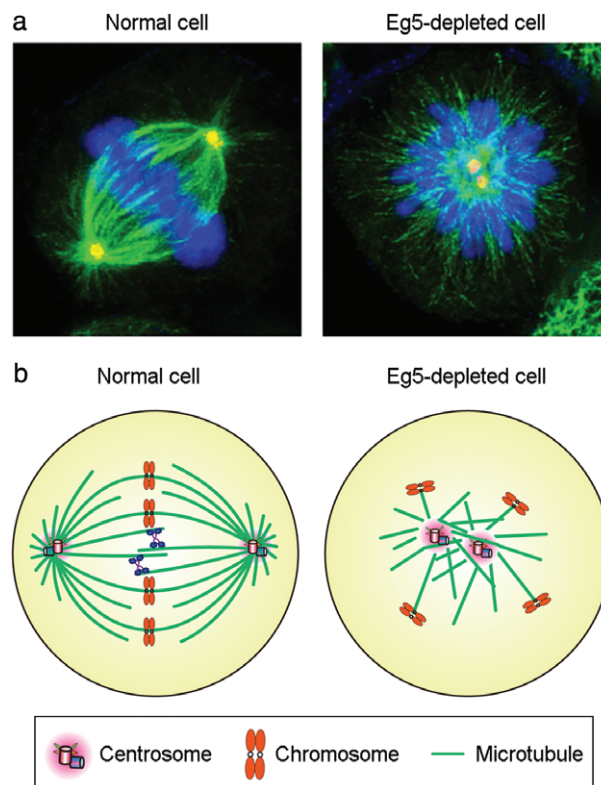 a
Normal cell Eg5-depleted cell
b
Normal cell Eg5-depleted cell
Centrosome Chromosome Microtubule